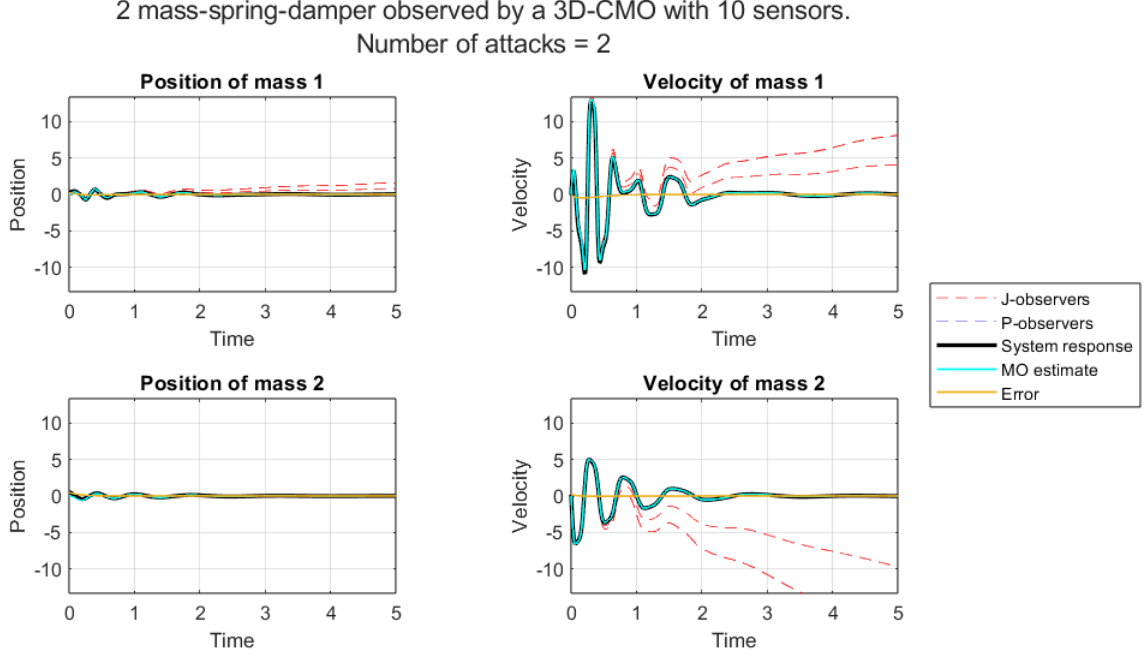 2 mass-spring-damper observed by a 3D-CMO with 10 sensors.
Number of attacks = 2
Position of mass 1
10
5
0
-5
-10
Position
0 1 2 3 4 5
Time
Velocity of mass 1
10
5
0
-5
-10
Velocity
0 1 2 3 4 5
Time
Position of mass 2
10
5
0
-5
-10
Position
0 1 2 3 4 5
Time
Velocity of mass 2
10
5
0
-5
-10
Velocity
0 1 2 3 4 5
Time
J-observers
P-observers
System response
MO estimate
Error